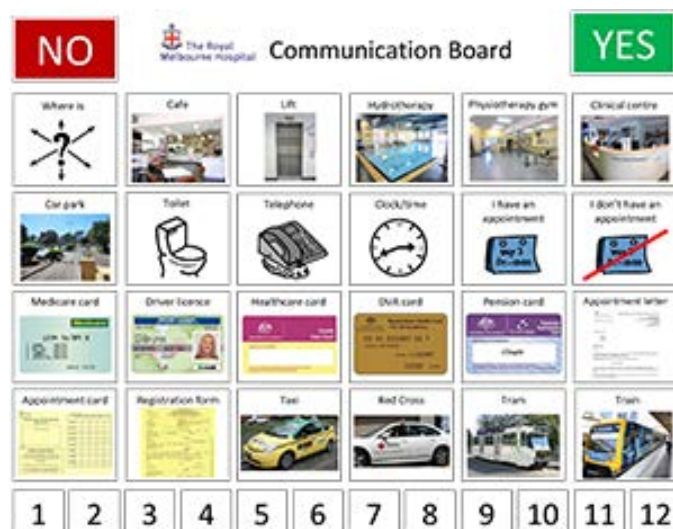 NO
The Royal
Melbourne Hospital
Communication Board
YES
Where is
Cafe
Lift
Hydrotherapy
Physiotherapy gym
Clinical centre
?
Car park
Toilet
Telephone
Clock/time
I have an
appointment
I don't have an
appointment
Medicare card
Driver licence
Healthcare card
DVA card
Pension card
Appointment letter
Medicare
Appointment card
Registration form
Taxi
Red Cross
Tram
Train
1 2 3 4 5 6 7 8 9 10 11 12